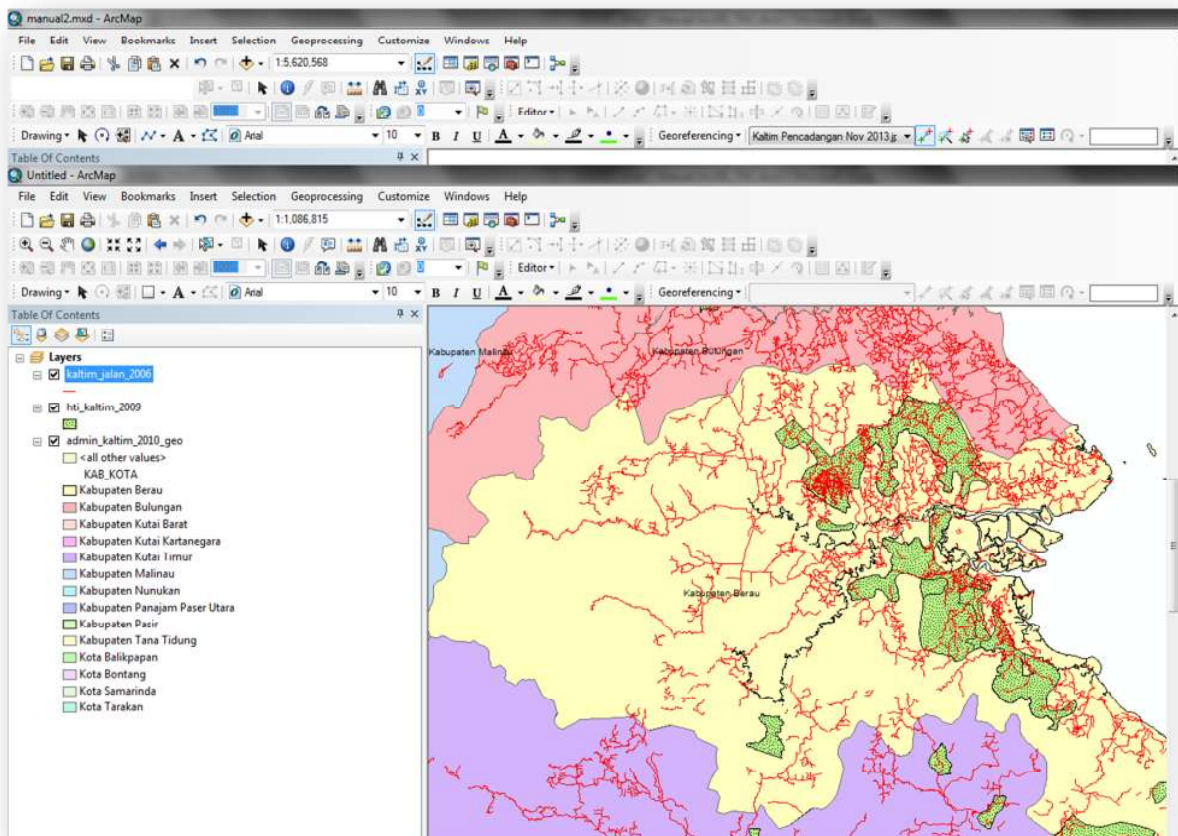 manual2.mxd - ArcMap
File Edit View Bookmarks Insert Selection Geoprocessing Customize Windows Help
1:5,620,568
100%
0
Editor
Drawing A Arial 10 B I U A Georeferencing Kaltim Pencadangan Nov 2013.j
Table Of Contents
Untitled - ArcMap
File Edit View Bookmarks Insert Selection Geoprocessing Customize Windows Help
1:1,086,815
100%
0
Editor
Drawing A Arial 10 B I U A Georeferencing
Table Of Contents
Layers
kaltim_jalan_2006
hti_kaltim_2009
admin_kaltim_2010_geo
<all other values>
KAB_KOTA
Kabupaten Berau
Kabupaten Bulungan
Kabupaten Kutai Barat
Kabupaten Kutai Kartanegara
Kabupaten Kutai Timur
Kabupaten Malinau
Kabupaten Nunukan
Kabupaten Panajam Paser Utara
Kabupaten Pasir
Kabupaten Tana Tidung
Kota Balikpapan
Kota Bontang
Kota Samarinda
Kota Tarakan
Kabupaten Malinau
Kabupaten Bulungan
Kabupaten Berau